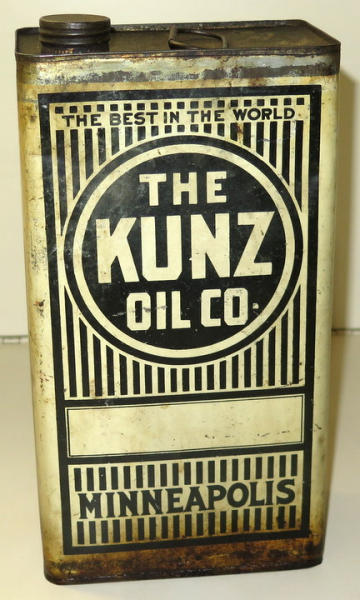 THE BEST IN THE WORLD
THE
KUNZ
OIL CO.
MINNEAPOLIS